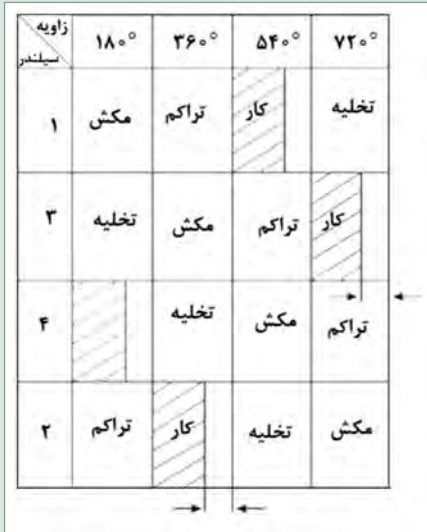 زاویه
سیلندر
۱۸۰° ۳۶۰° ۵۴۰° ۷۲۰°
۱ مکش تراکم کار تخلیه
۳ تخلیه مکش تراکم کار
۴ تخلیه مکش تراکم
۲ تراکم کار تخلیه مکش